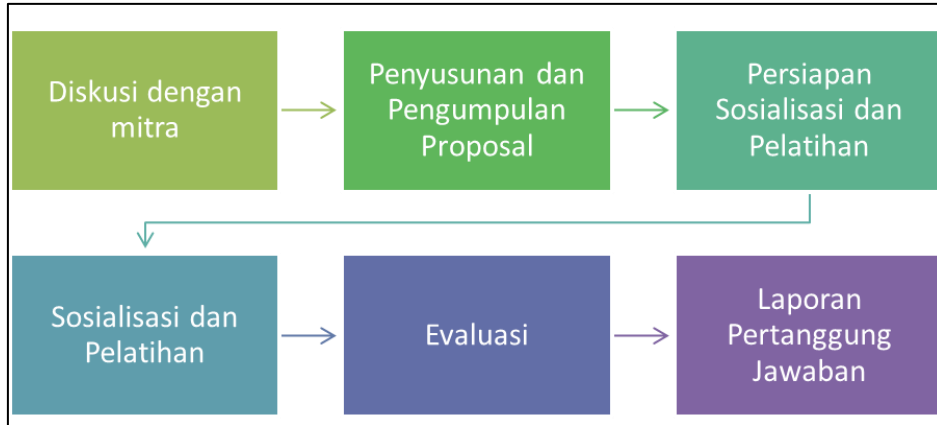 Diskusi dengan
mitra
Penyusunan dan
Pengumpulan
Proposal
Persiapan
Sosialisasi dan
Pelatihan
Sosialisasi dan
Pelatihan
Evaluasi
Laporan
Pertanggung
Jawaban